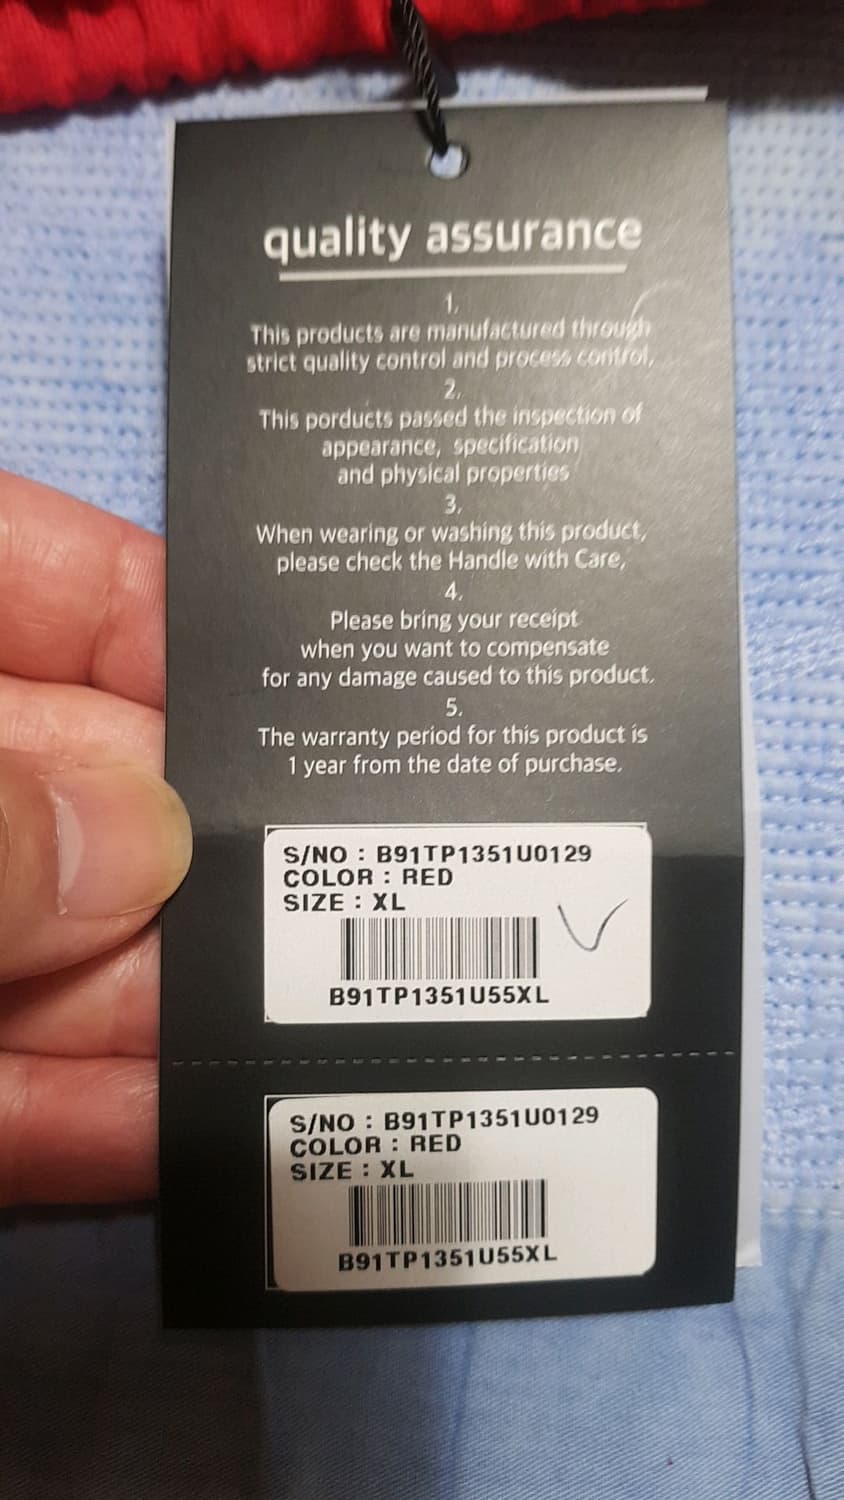 quality assurance
1.
This products are manufactured through
strict quality control and process control,
2.
This porducts passed the inspection of
appearance, specification
and physical properties
3.
When wearing or washing this product,
please check the Handle with Care,
4.
Please bring your receipt
when you want to compensate
for any damage caused to this product.
5.
The warranty period for this product is
1 year from the date of purchase.
S/NO : B91TP1351U0129
COLOR : RED
SIZE : XL
B91TP1351U55XL
S/NO : B91TP1351U0129
COLOR : RED
SIZE : XL
B91TP1351U55XL